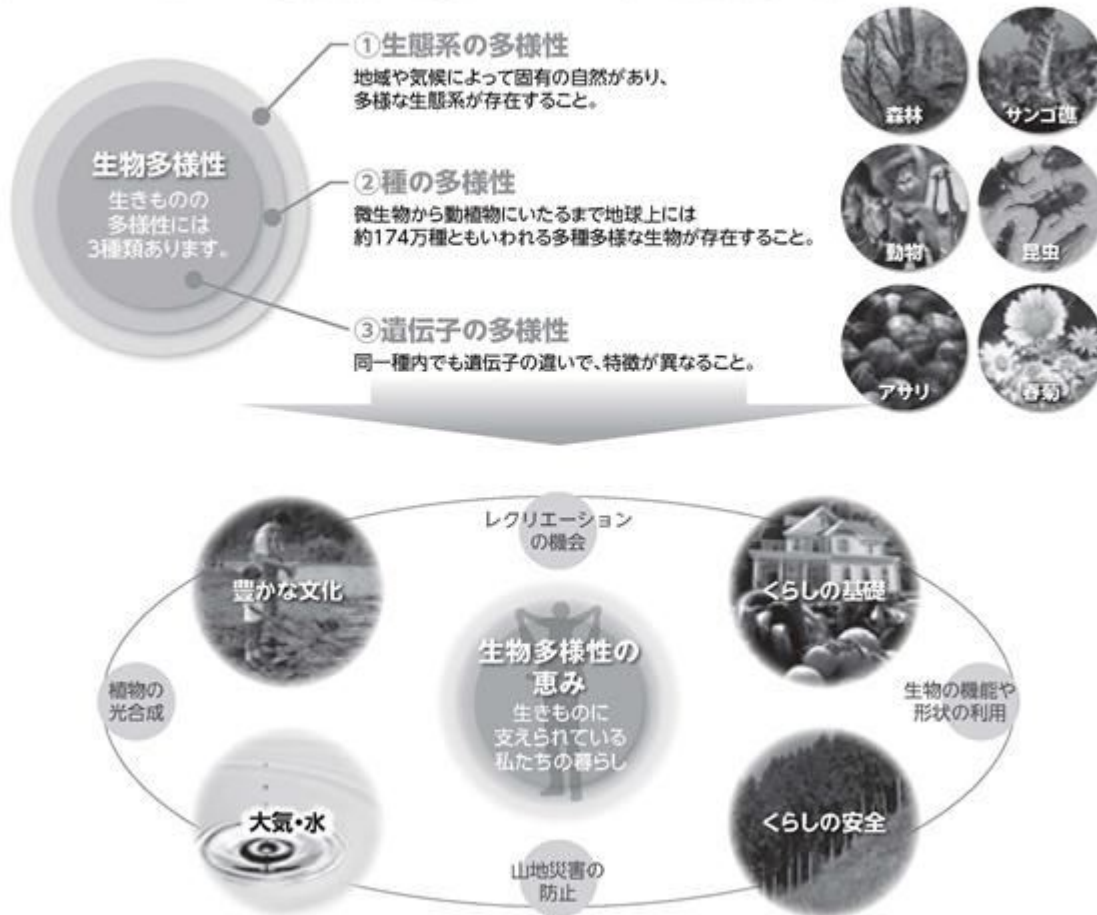 生物多様性
生きものの
多様性には
3種類あります。
①生態系の多様性
地域や気候によって固有の自然があり、
多様な生態系が存在すること。
②種の多様性
微生物から動植物にいたるまで地球上には
約174万種ともいわれる多種多様な生物が存在すること。
③遺伝子の多様性
同一種内でも遺伝子の違いで、特徴が異なること。
森林
サンゴ礁
動物
昆虫
アサリ
春菊
レクリエーション
の機会
豊かな文化
くらしの基礎
生物多様性の
恵み
生きものに
支えられている
私たちの暮らし
植物の
光合成
生物の機能や
形状の利用
大気・水
くらしの安全
山地災害の
防止